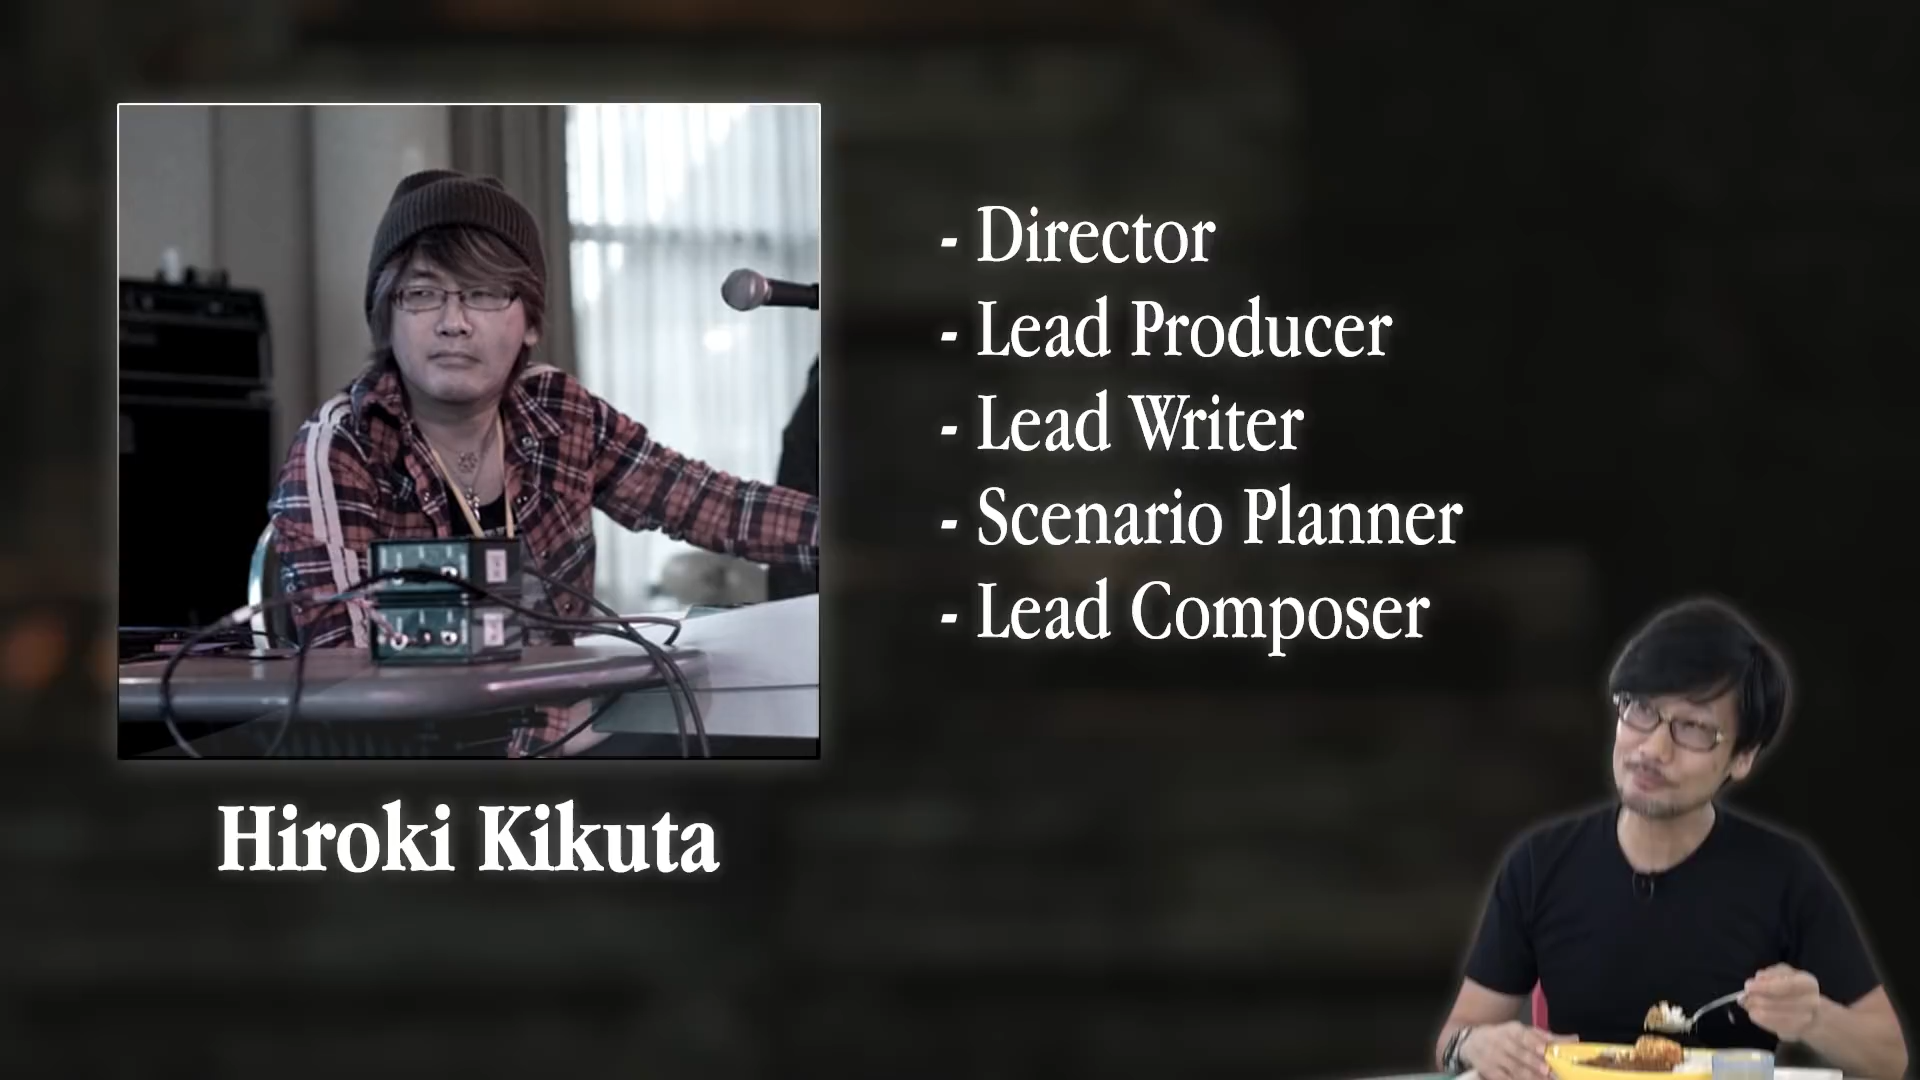 - Director
- Lead Producer
- Lead Writer
- Scenario Planner
- Lead Composer
Hiroki Kikuta